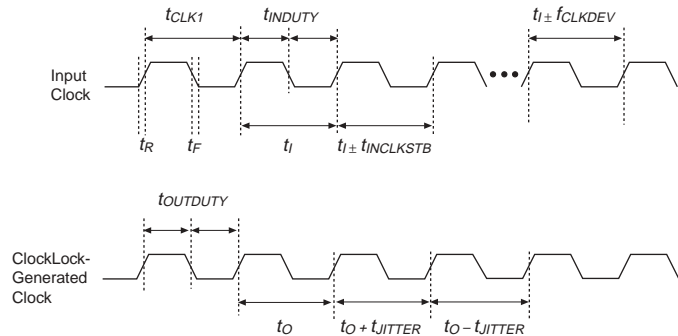 tCLK1 tINDUTY tI ± fCLKDEV
Input
Clock
tR tF tI tI ± tINCLKSTB
tOUTDUTY
ClockLock-
Generated
Clock
tO tO + tJITTER tO – tJITTER